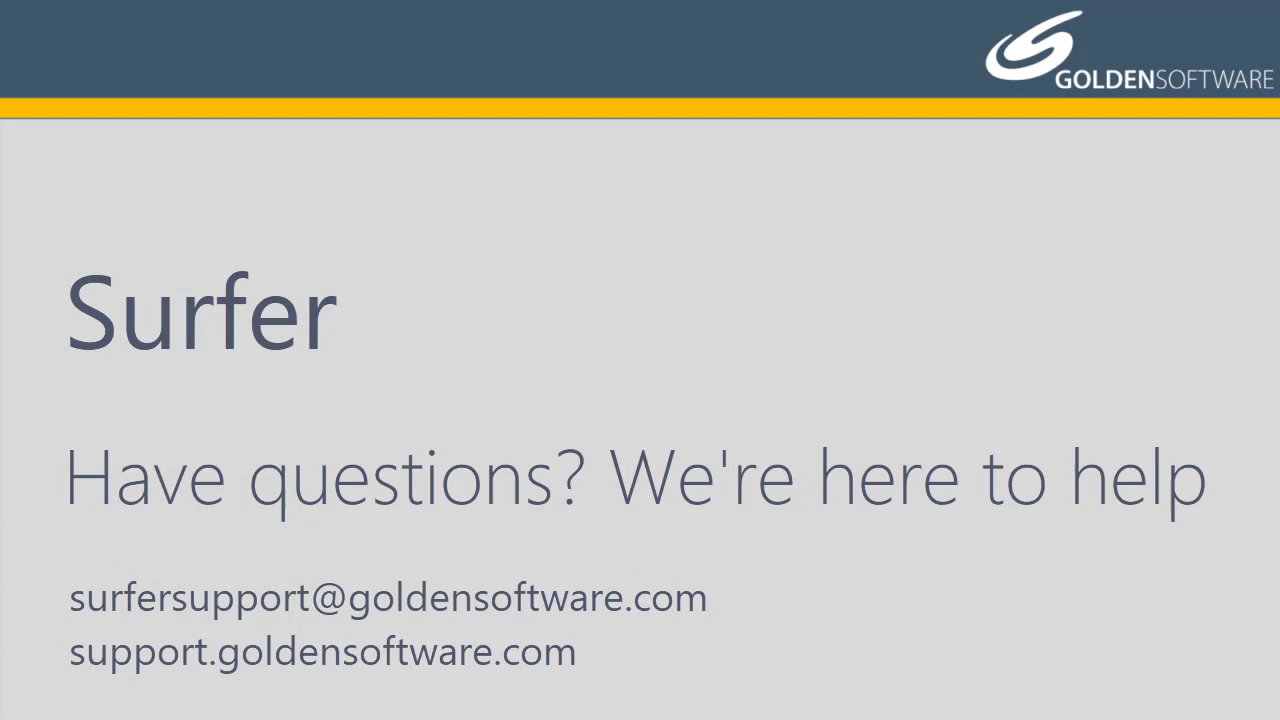 GOLDENSOFTWARE
Surfer
Have questions? We're here to help
surfersupport@goldensoftware.com
support.goldensoftware.com